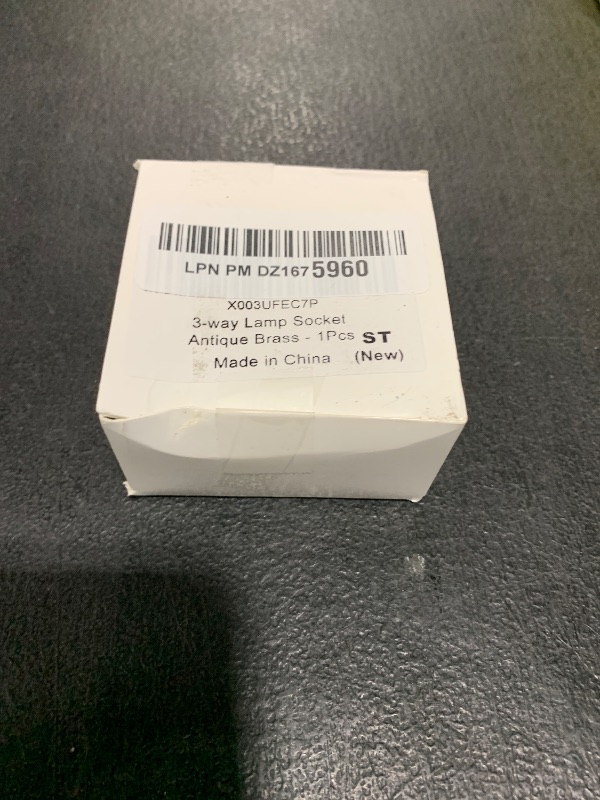 LPN PM DZ1675960
X003UFEC7P
3-way Lamp Socket
Antique Brass - 1Pcs ST
Made in China (New)